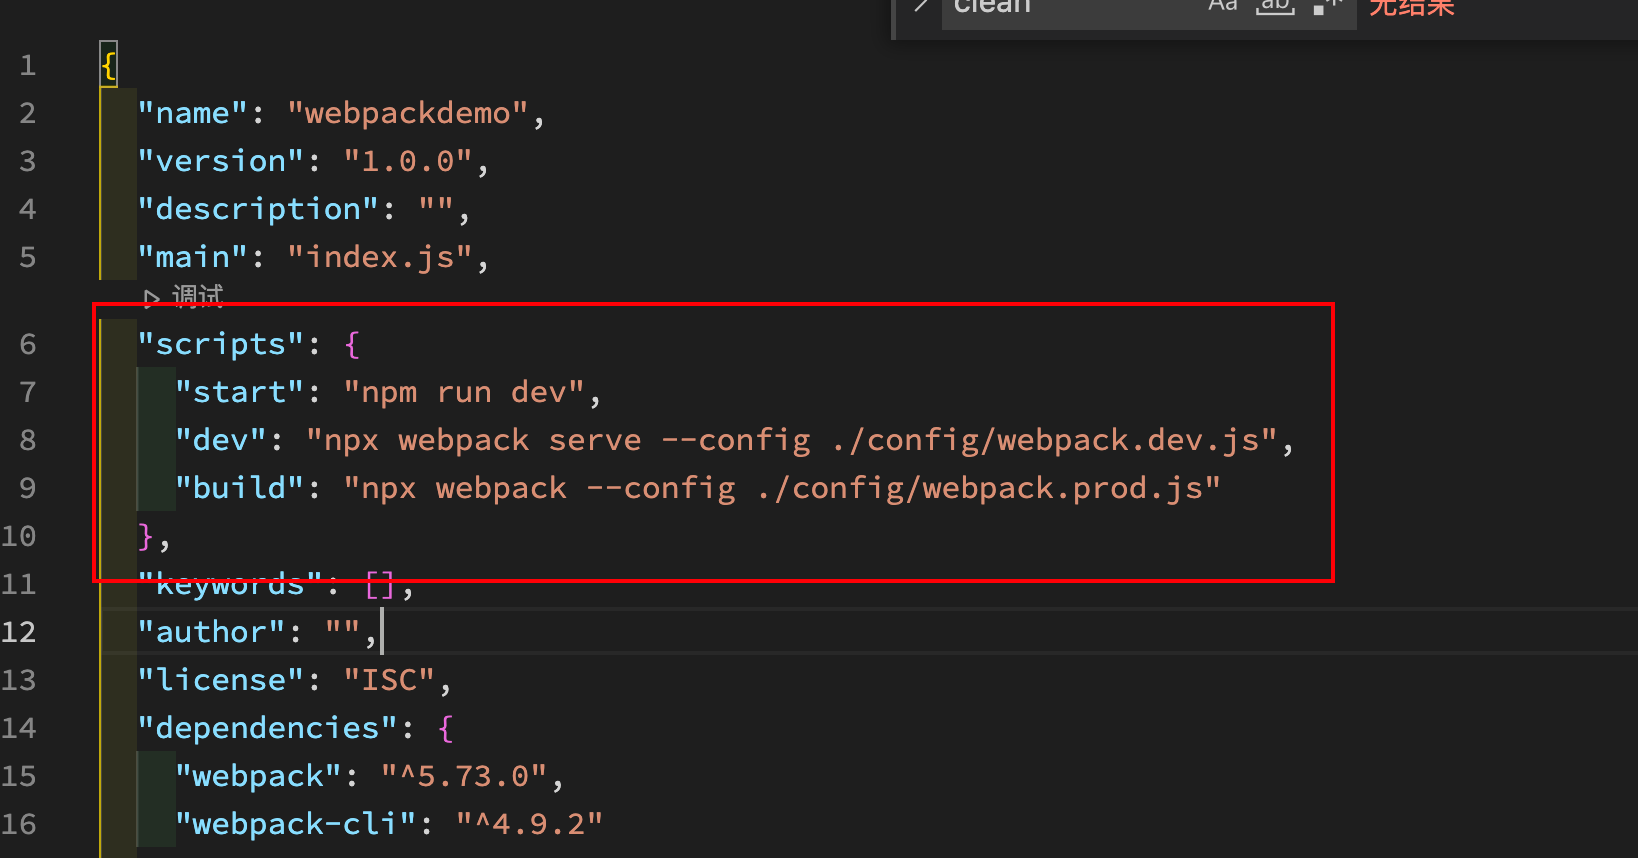 clean Aa ab .* 无结果
1 {
2 "name": "webpackdemo",
3 "version": "1.0.0",
4 "description": "",
5 "main": "index.js",
调试
6 "scripts": {
7 "start": "npm run dev",
8 "dev": "npx webpack serve --config ./config/webpack.dev.js",
9 "build": "npx webpack --config ./config/webpack.prod.js"
10 },
11 "keywords": [],
12 "author": "",
13 "license": "ISC",
14 "dependencies": {
15 "webpack": "^5.73.0",
16 "webpack-cli": "^4.9.2"